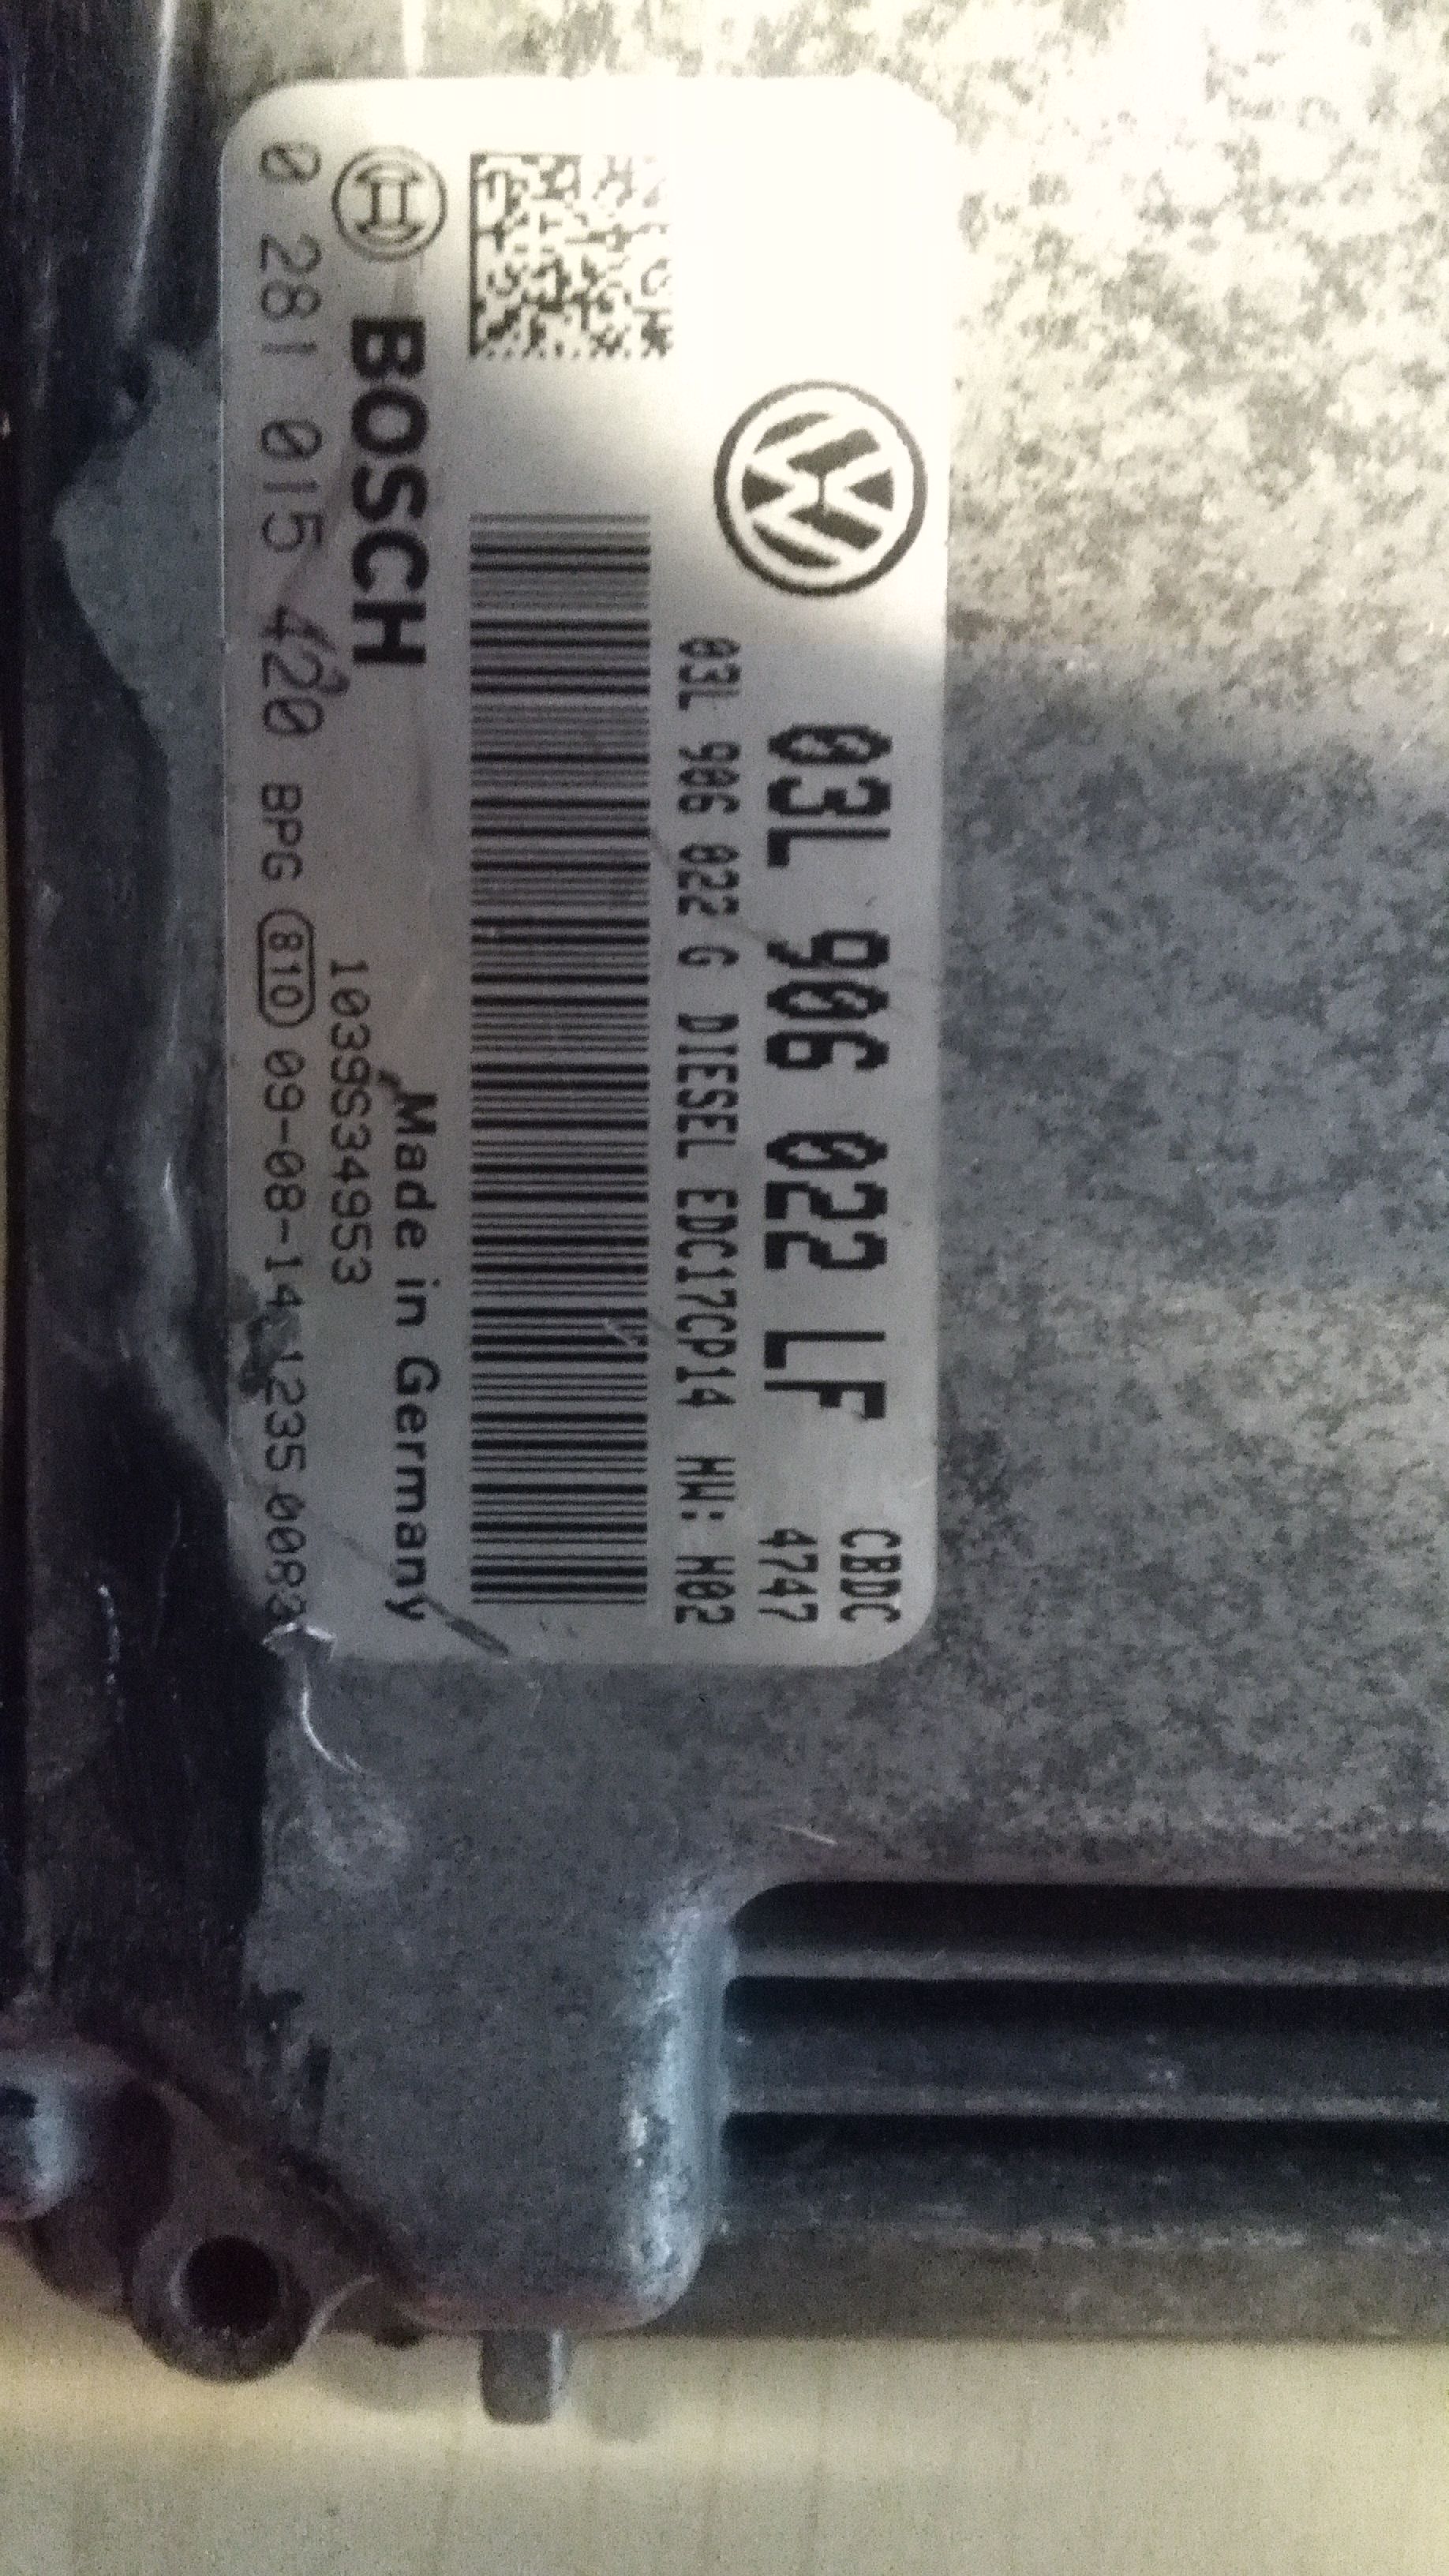 03L 906 022 LF
CBDC
4747
03L 906 022 G DIESEL EDC17CP14 HW: H02
BOSCH
Made in Germany
1039S34953
0 281 015 420 BPG 810 09-08-14 1235